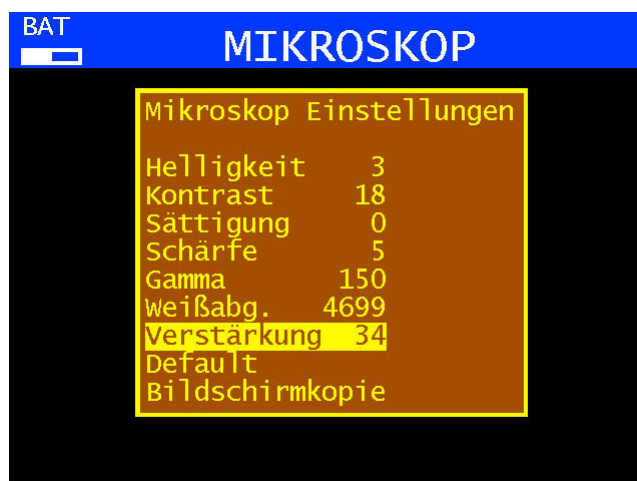 BAT
MIKROSKOP
Mikroskop Einstellungen
Helligkeit 3
Kontrast 18
Sättigung 0
Schärfe 5
Gamma 150
Weißabg. 4699
Verstärkung 34
Default
Bildschirmkopie